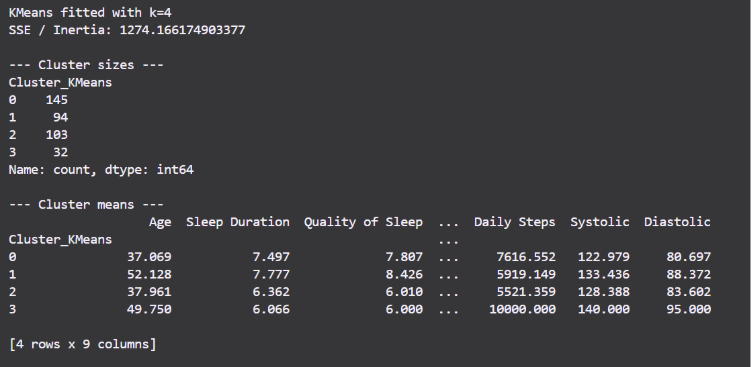 KMeans fitted with k=4
SSE / Inertia: 1274.166174903377
--- Cluster sizes ---
Cluster_KMeans
0    145
1     94
2    103
3     32
Name: count, dtype: int64
--- Cluster means ---
Age  Sleep Duration  Quality of Sleep  ...  Daily Steps  Systolic  Diastolic
Cluster_KMeans                                                  ...
0               37.069           7.497             7.807  ...     7616.552   122.979     80.697
1               52.128           7.777             8.426  ...     5919.149   133.436     88.372
2               37.961           6.362             6.010  ...     5521.359   128.388     83.602
3               49.750           6.066             6.000  ...    10000.000   140.000     95.000
[4 rows x 9 columns]